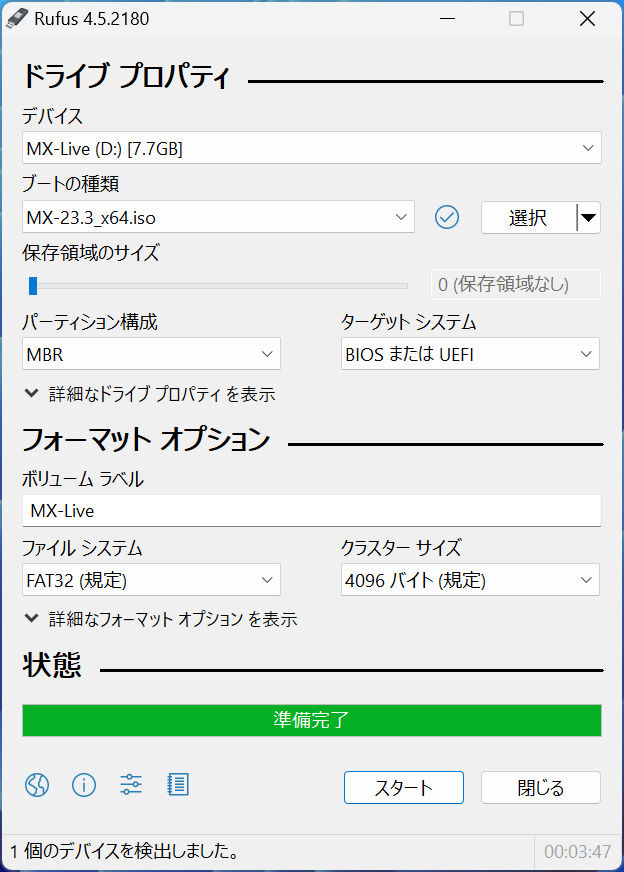 Rufus 4.5.2180
ドライブ プロパティ
デバイス
MX-Live (D:) [7.7GB]
ブートの種類
MX-23.3_x64.iso
選択
保存領域のサイズ
0 (保存領域なし)
パーティション構成
ターゲット システム
MBR
BIOS または UEFI
詳細なドライブ プロパティを表示
フォーマット オプション
ボリューム ラベル
MX-Live
ファイル システム
クラスター サイズ
FAT32 (規定)
4096 バイト (規定)
詳細なフォーマット オプション を表示
状態
準備完了
スタート
閉じる
1 個のデバイスを検出しました。
00:03:47